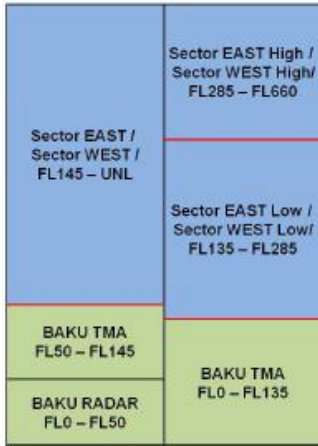 Sector EAST /
Sector WEST /
FL145 – UNL
BAKU TMA
FL50 – FL145
BAKU RADAR
FL0 – FL50
Sector EAST High /
Sector WEST High/
FL285 – FL660
Sector EAST Low /
Sector WEST Low/
FL135 – FL285
BAKU TMA
FL0 – FL135